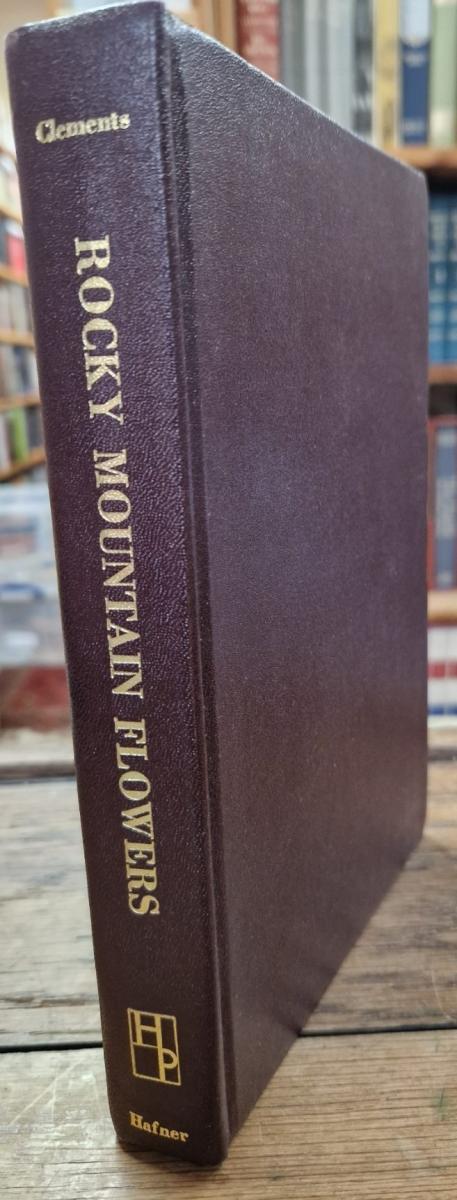 Clements
ROCKY MOUNTAIN FLOWERS
HP
Hafner